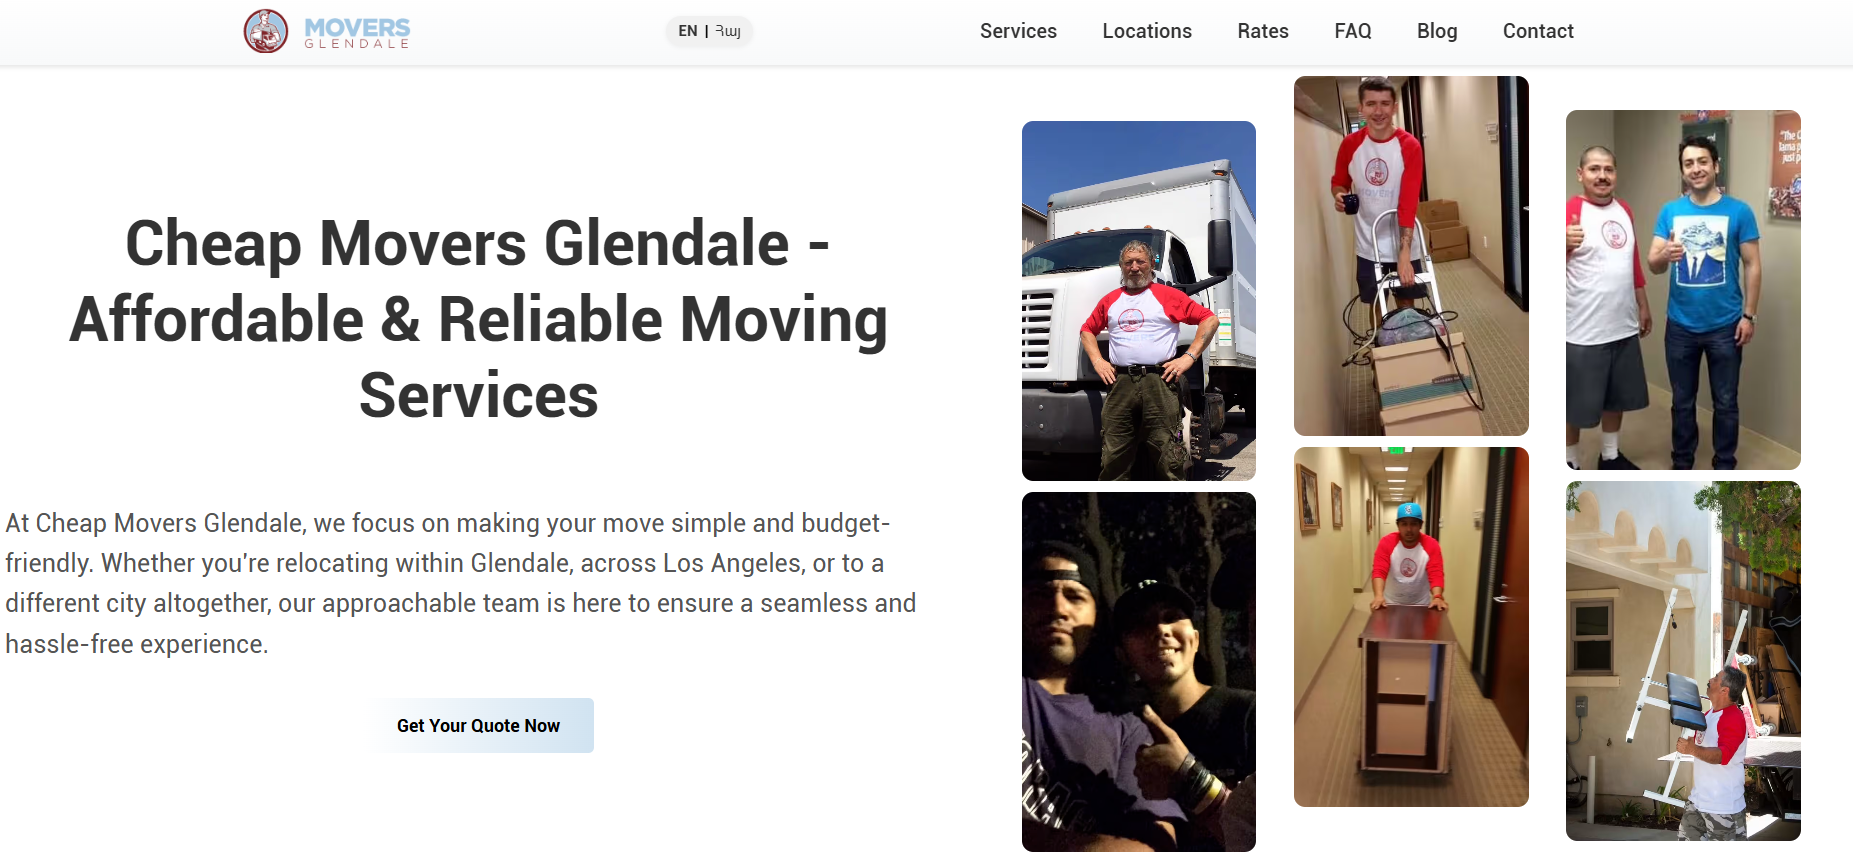 MOVERS
GLENDALE
EN | Հայ
Services Locations Rates FAQ Blog Contact
Cheap Movers Glendale -
Affordable & Reliable Moving
Services
At Cheap Movers Glendale, we focus on making your move simple and budget-
friendly. Whether you're relocating within Glendale, across Los Angeles, or to a
different city altogether, our approachable team is here to ensure a seamless and
hassle-free experience.
Get Your Quote Now